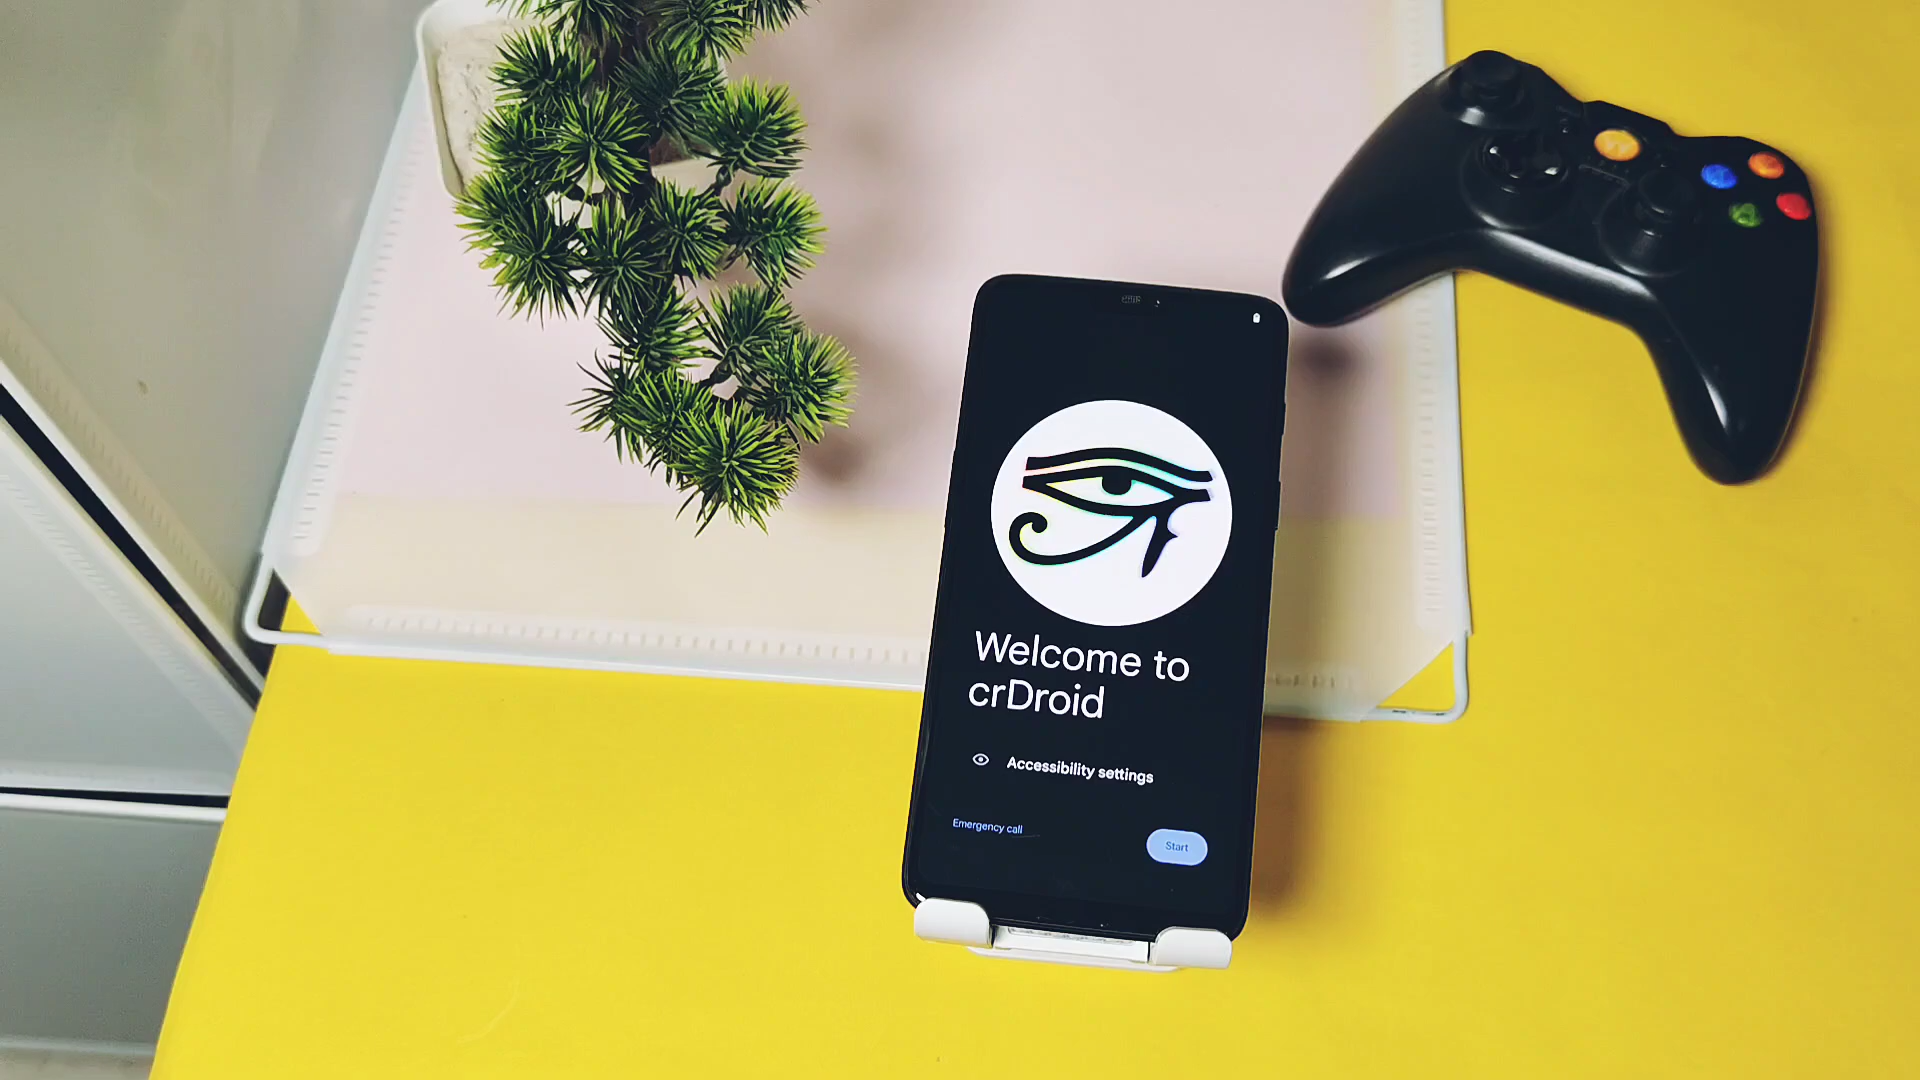 Welcome to
crDroid
Accessibility settings
Emergency call
Start